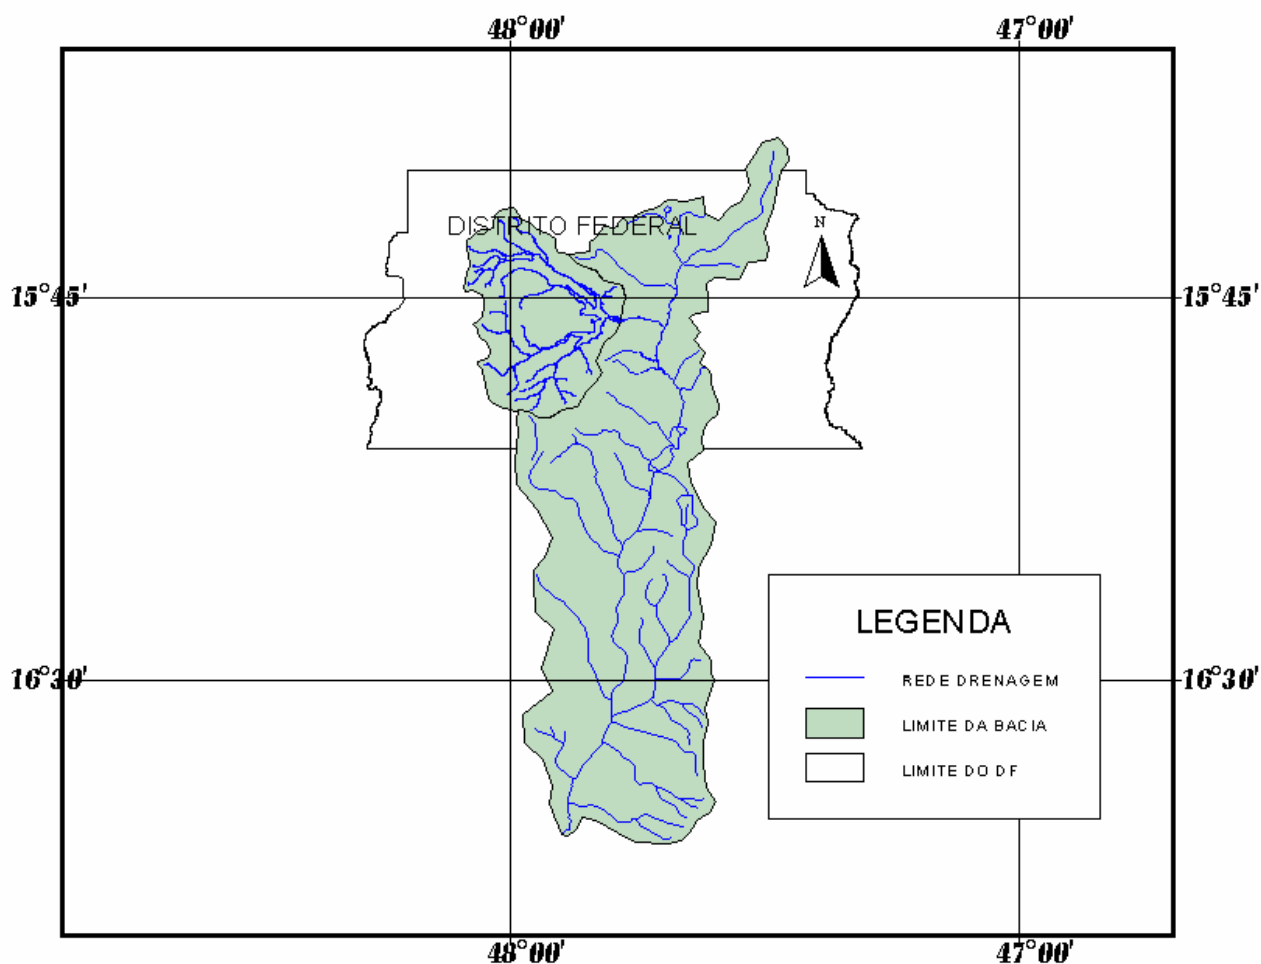 48°00' 47°00'
DISTRITO FEDERAL
N
15°45' 15°45'
LEGENDA
16°30' REDE DRENAGEM 16°30'
LIMITE DA BACIA
LIMITE DO DF
48°00' 47°00'